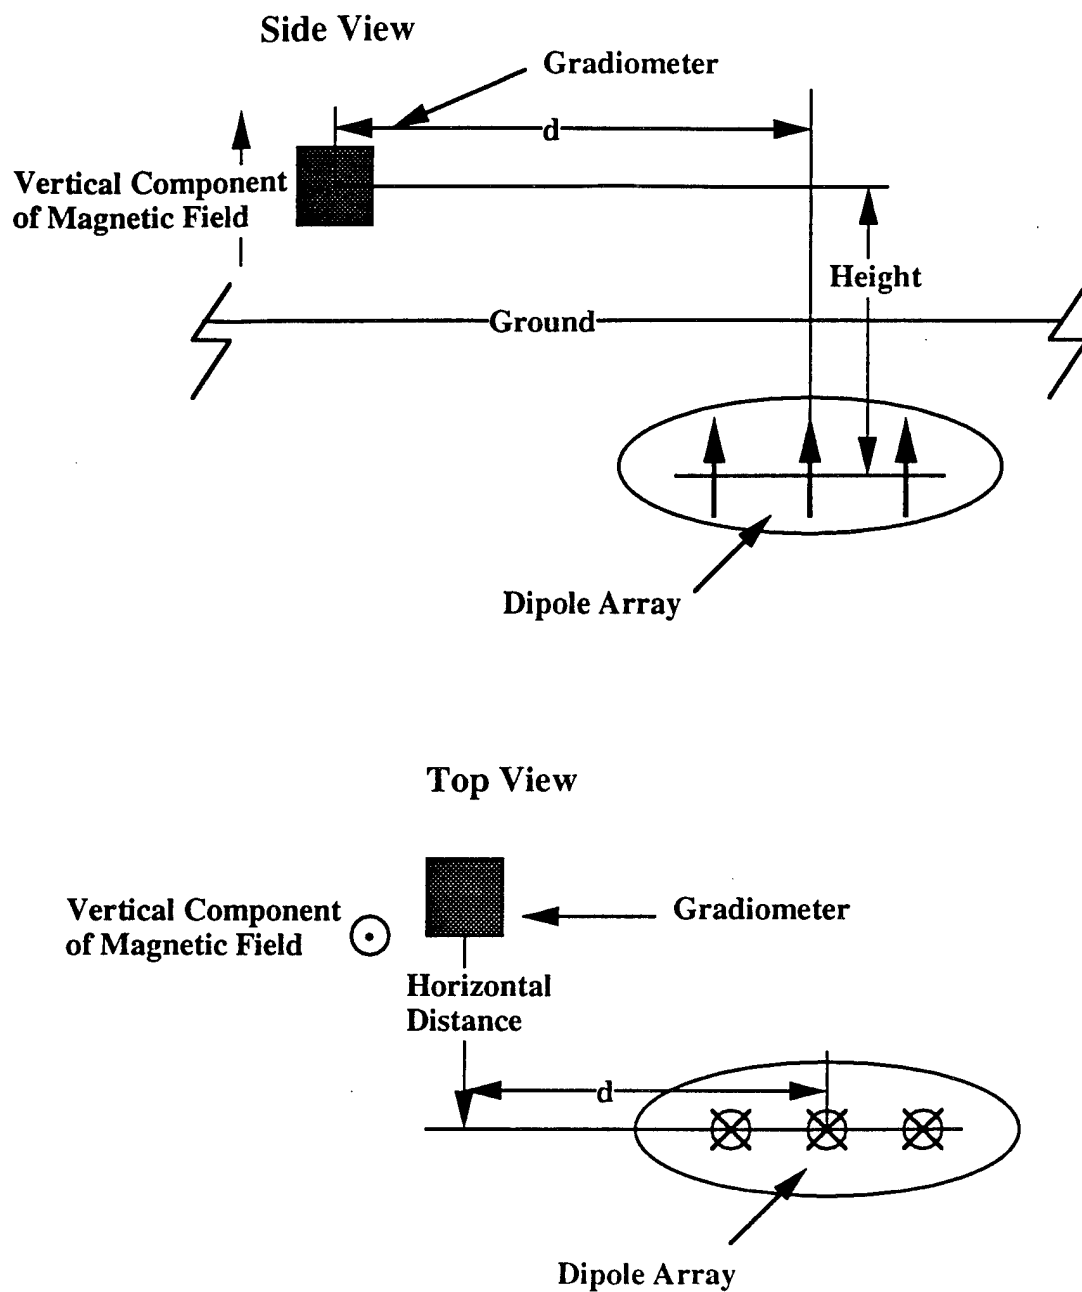 Side View
Gradiometer
d
Vertical Component
of Magnetic Field
Height
Ground
Dipole Array
Top View
Vertical Component
of Magnetic Field
Gradiometer
Horizontal
Distance
d
Dipole Array